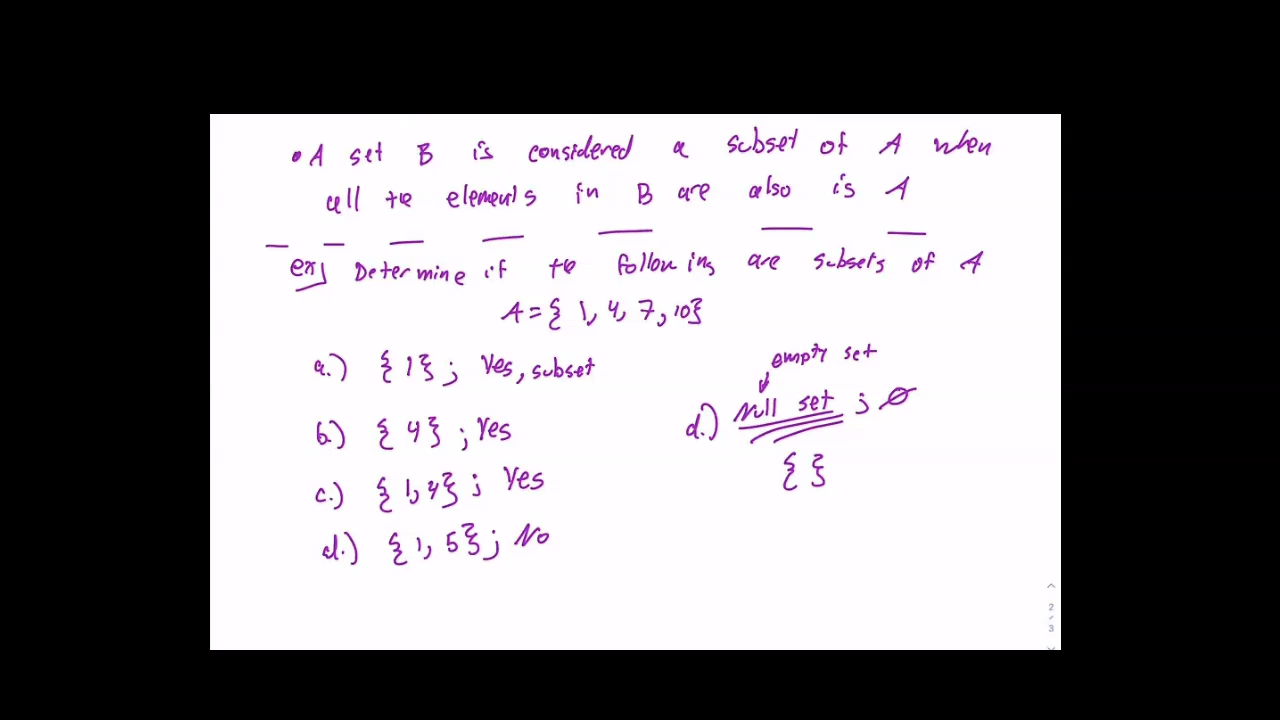 • A set B is considered a subset of A when
all the elements in B are also is A
ex] Determine if the following are subsets of A
A = { 1, 4, 7, 10}
a.) { 1 } ; Yes, subset
b.) { 4 } ; Yes
c.) { 1, 4 } ; Yes
d.) { 1, 5 } ; No
empty set
d.) Null set ; ∅
{ }
2
/
3